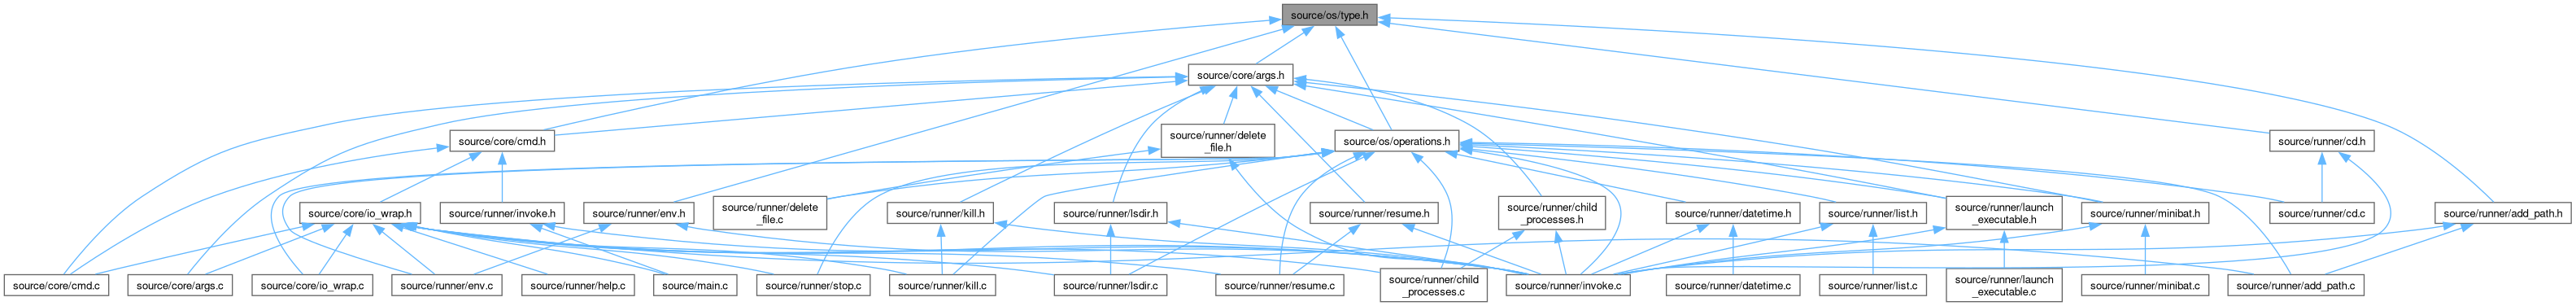 source/os/type.h
source/core/args.h
source/core/cmd.h
source/runner/delete
_file.h
source/os/operations.h
source/runner/cd.h
source/core/io_wrap.h
source/runner/invoke.h
source/runner/env.h
source/runner/delete
_file.c
source/runner/kill.h
source/runner/lsdir.h
source/runner/resume.h
source/runner/child
_processes.h
source/runner/datetime.h
source/runner/list.h
source/runner/launch
_executable.h
source/runner/minibat.h
source/runner/cd.c
source/runner/add_path.h
source/core/cmd.c
source/core/args.c
source/core/io_wrap.c
source/runner/env.c
source/runner/help.c
source/main.c
source/runner/stop.c
source/runner/kill.c
source/runner/lsdir.c
source/runner/resume.c
source/runner/child
_processes.c
source/runner/invoke.c
source/runner/datetime.c
source/runner/list.c
source/runner/launch
_executable.c
source/runner/minibat.c
source/runner/add_path.c